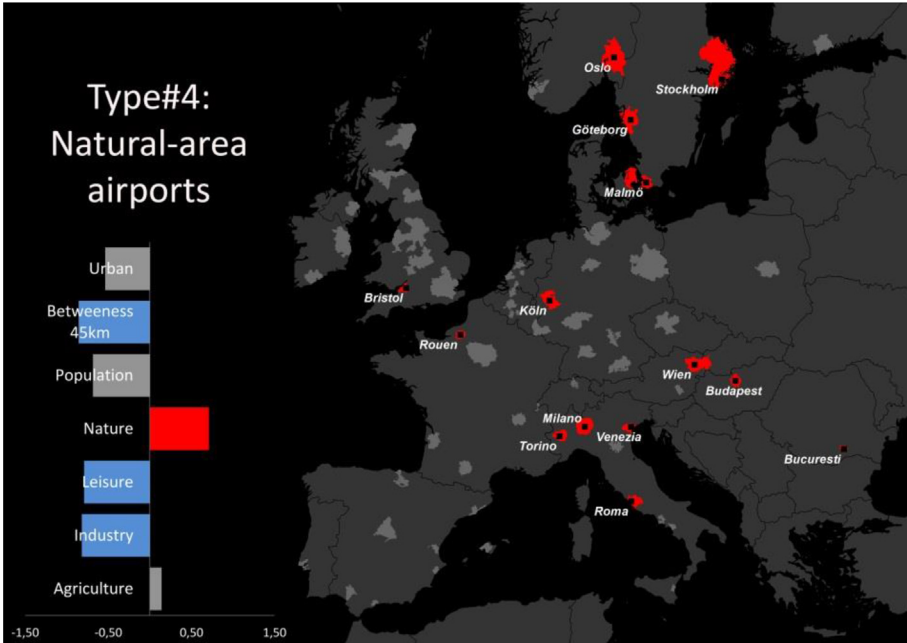 Type#4:
Natural-area
airports
Urban
Betweeness
45km
Population
Nature
Leisure
Industry
Agriculture
-1,50
-0,50
0,50
1,50
Oslo
Stockholm
Göteborg
Malmö
Bristol
Köln
Rouen
Wien
Budapest
Milano
Torino
Venezia
Bucuresti
Roma